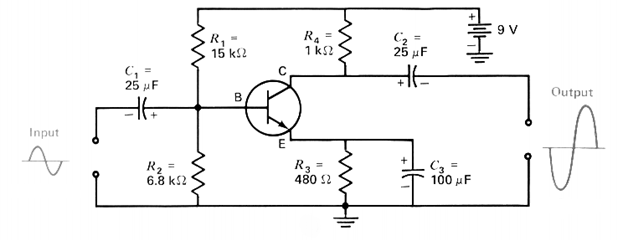 R₁ =
15 kΩ
R₄ =
1 kΩ
C₂ =
25 µF
+
−
9 V
C₁ =
25 µF
− +
B
C
E
+ −
Input
Output
R₂ =
6.8 kΩ
R₃ =
480 Ω
+
−
C₃ =
100 µF